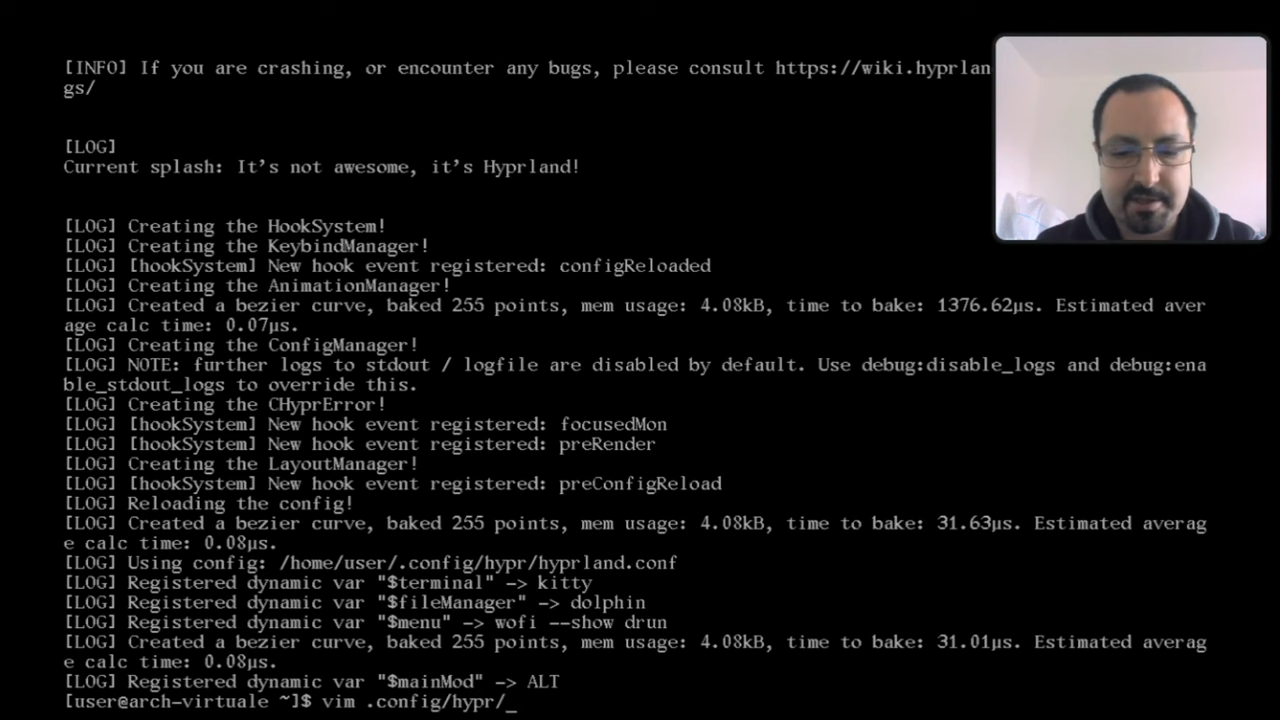 [INFO] If you are crashing, or encounter any bugs, please consult https://wiki.hyprlan
gs/
[LOG]
Current splash: It's not awesome, it's Hyprland!
[LOG] Creating the HookSystem!
[LOG] Creating the KeybindManager!
[LOG] [hookSystem] New hook event registered: configReloaded
[LOG] Creating the AnimationManager!
[LOG] Created a bezier curve, baked 255 points, mem usage: 4.08kB, time to bake: 1376.62µs. Estimated aver
age calc time: 0.07µs.
[LOG] Creating the ConfigManager!
[LOG] NOTE: further logs to stdout / logfile are disabled by default. Use debug:disable_logs and debug:ena
ble_stdout_logs to override this.
[LOG] Creating the CHyprError!
[LOG] [hookSystem] New hook event registered: focusedMon
[LOG] [hookSystem] New hook event registered: preRender
[LOG] Creating the LayoutManager!
[LOG] [hookSystem] New hook event registered: preConfigReload
[LOG] Reloading the config!
[LOG] Created a bezier curve, baked 255 points, mem usage: 4.08kB, time to bake: 31.63µs. Estimated averag
e calc time: 0.08µs.
[LOG] Using config: /home/user/.config/hypr/hyprland.conf
[LOG] Registered dynamic var "$terminal" -> kitty
[LOG] Registered dynamic var "$fileManager" -> dolphin
[LOG] Registered dynamic var "$menu" -> wofi --show drun
[LOG] Created a bezier curve, baked 255 points, mem usage: 4.08kB, time to bake: 31.01µs. Estimated averag
e calc time: 0.08µs.
[LOG] Registered dynamic var "$mainMod" -> ALT
[user@arch-virtuale ~]$ vim .config/hypr/_